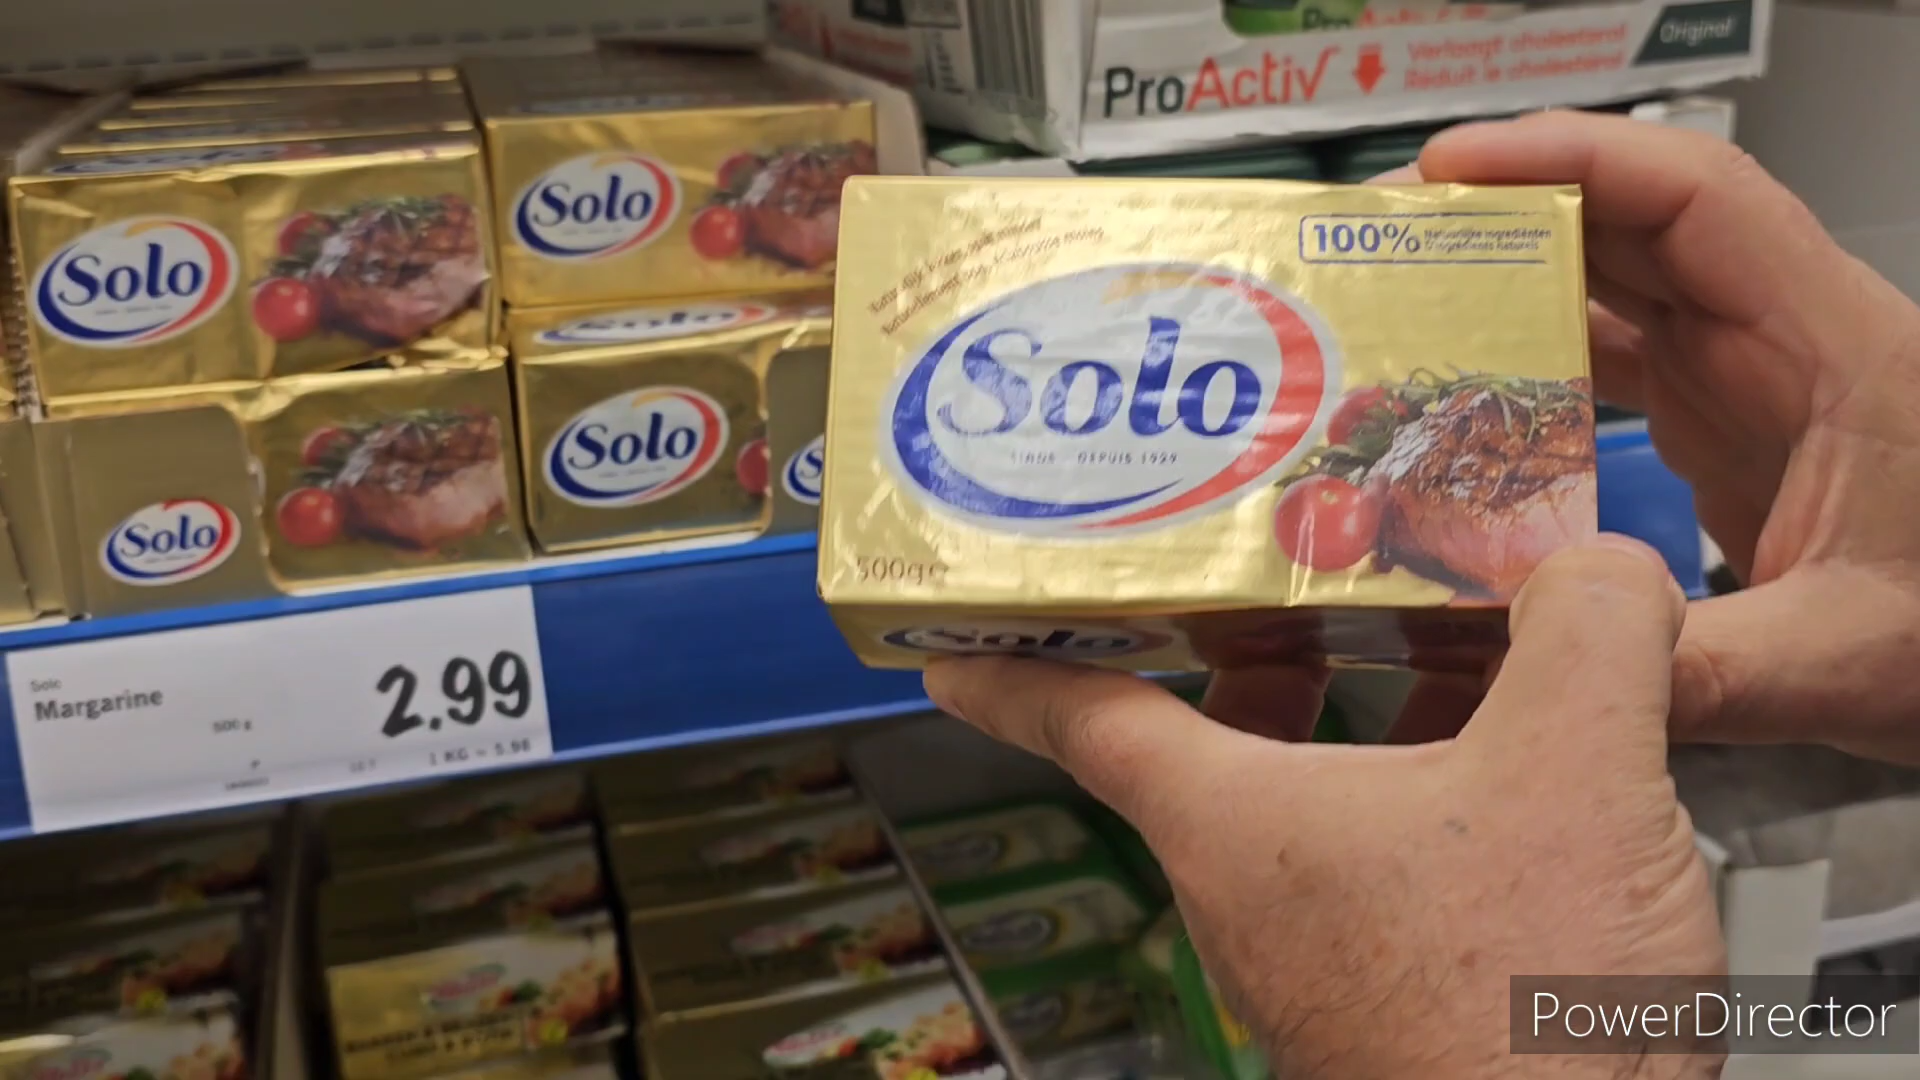 ProActiv
Verlaagt cholesterol
Réduit le cholestérol
Original
Solo
Solo
Solo
Solo
Solo
100%
Natuurlijke ingrediënten
D'ingrédients naturels
Solo
SINDS DEPUIS 1929
500g e
Solo
Solo
Margarine
500 g
2.99
1 KG = 5.98
PowerDirector